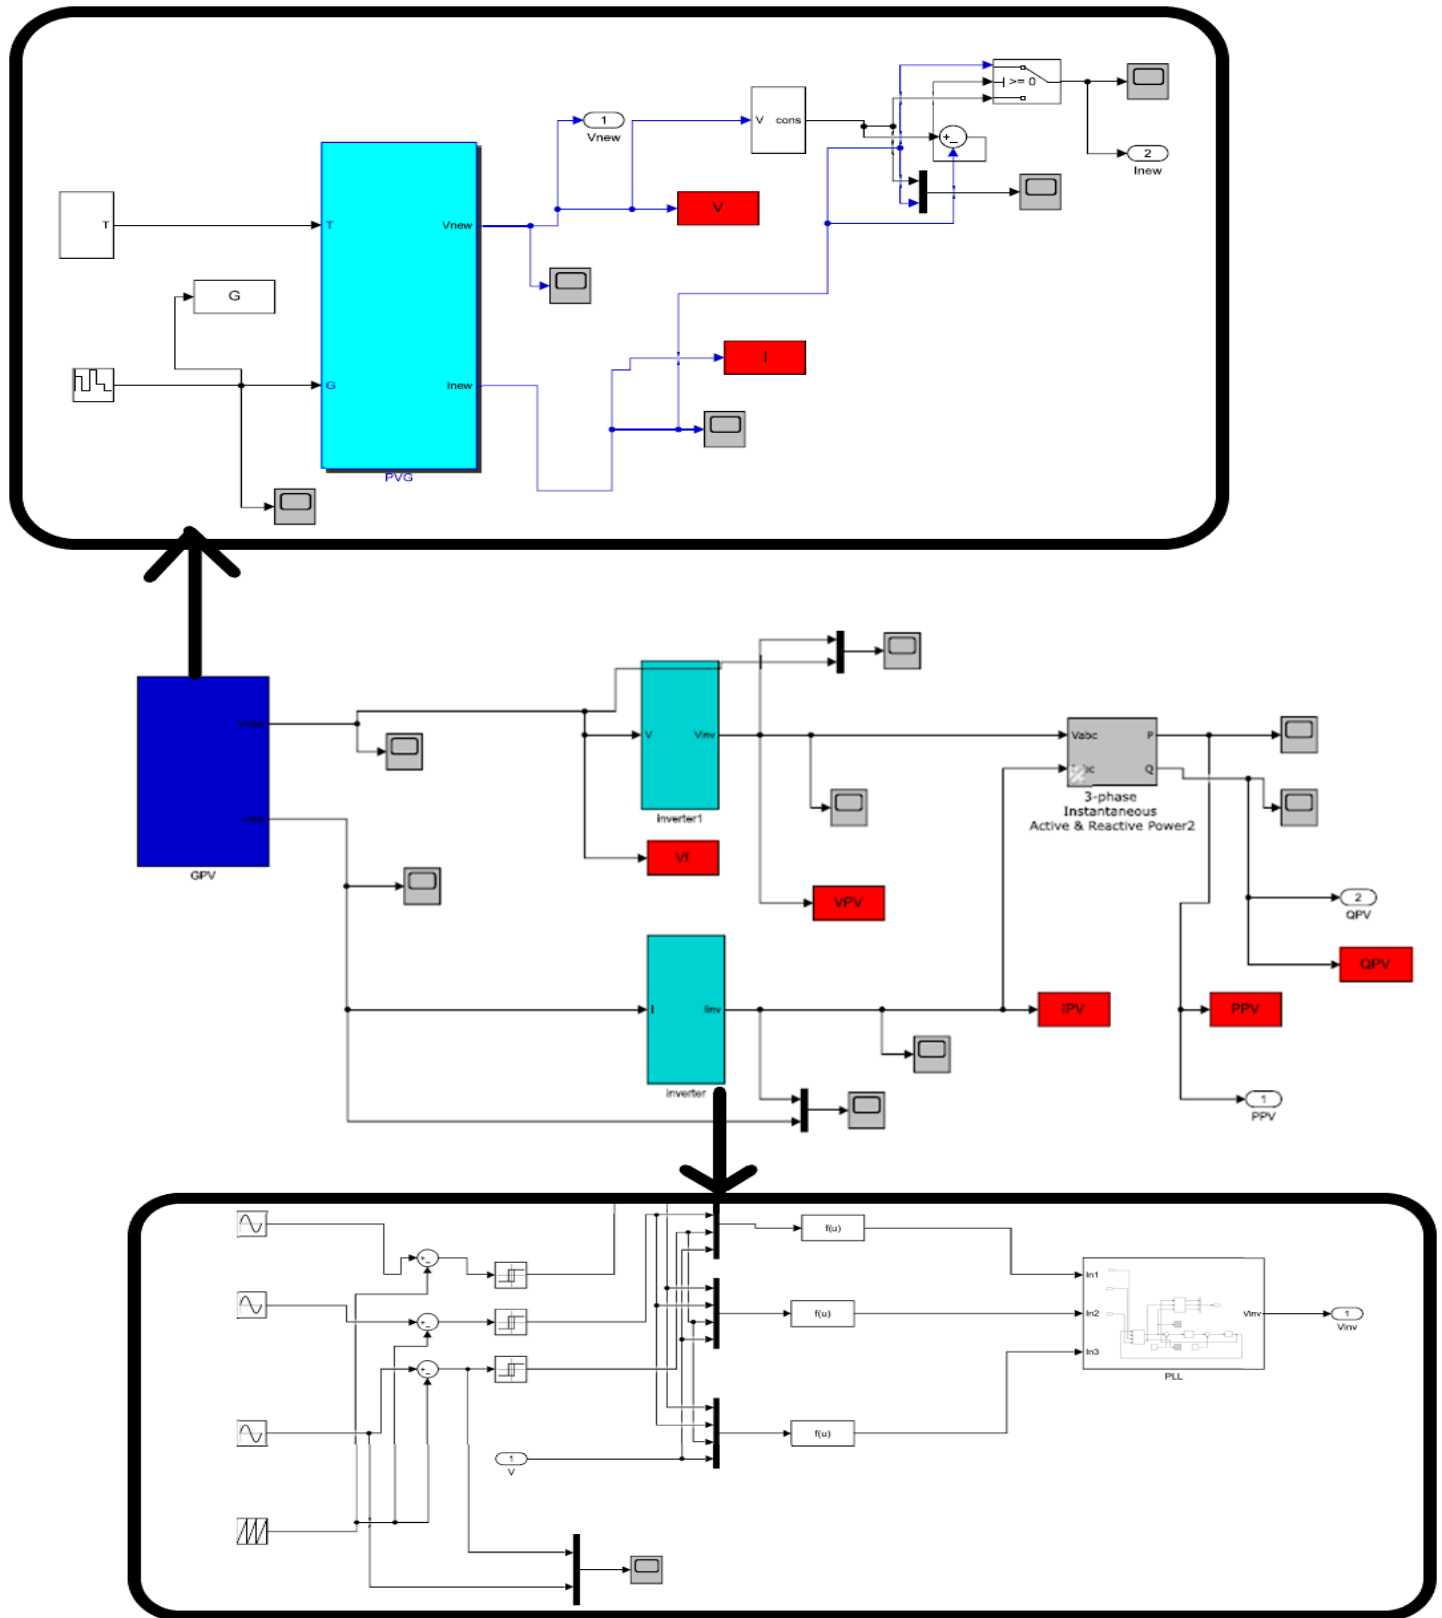 1
Vnew
V cons
>= 0
2
Inew
T
T
Vnew
V
G
I
G
Inew
PVG
Vnew
V
Vinv
Vabc
P
Q
inverter1
3-phase
Instantaneous
Active & Reactive Power2
GPV
Vf
VPV
2
QPV
QPV
I
Iinv
IPV
PPV
inverter
1
PPV
f(u)
In1
f(u)
In2
Vinv
1
Vinv
In3
PLL
f(u)
1
V